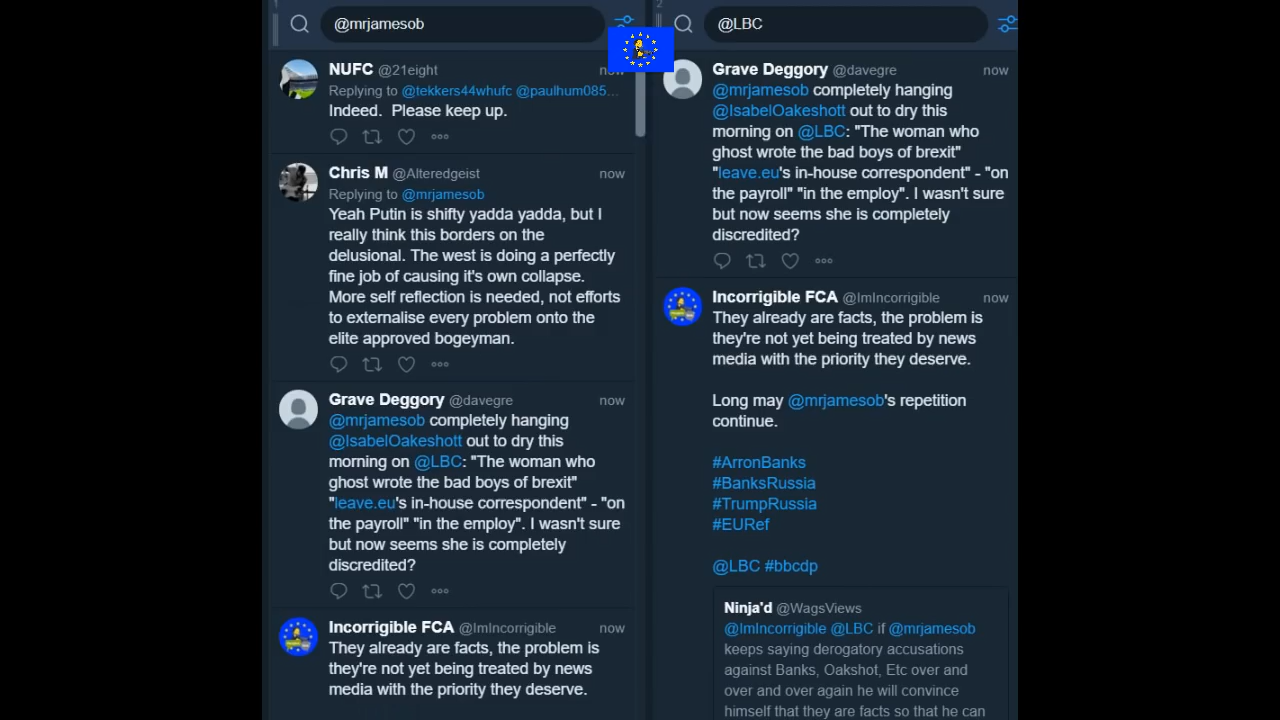 1
@mrjamesob
NUFC @21eight now
Replying to @tekkers44whufc @paulhum085...
Indeed.  Please keep up.
Chris M @Alteredgeist now
Replying to @mrjamesob
Yeah Putin is shifty yadda yadda, but I
really think this borders on the
delusional. The west is doing a perfectly
fine job of causing it's own collapse.
More self reflection is needed, not efforts
to externalise every problem onto the
elite approved bogeyman.
Grave Deggory @davegre now
@mrjamesob completely hanging
@IsabelOakeshott out to dry this
morning on @LBC: "The woman who
ghost wrote the bad boys of brexit"
"leave.eu's in-house correspondent" - "on
the payroll" "in the employ". I wasn't sure
but now seems she is completely
discredited?
Incorrigible FCA @ImIncorrigible now
They already are facts, the problem is
they're not yet being treated by news
media with the priority they deserve.
2
@LBC
Grave Deggory @davegre now
@mrjamesob completely hanging
@IsabelOakeshott out to dry this
morning on @LBC: "The woman who
ghost wrote the bad boys of brexit"
"leave.eu's in-house correspondent" - "on
the payroll" "in the employ". I wasn't sure
but now seems she is completely
discredited?
Incorrigible FCA @ImIncorrigible now
They already are facts, the problem is
they're not yet being treated by news
media with the priority they deserve.
Long may @mrjamesob's repetition
continue.
#ArronBanks
#BanksRussia
#TrumpRussia
#EURef
@LBC #bbcdp
Ninja'd @WagsViews
@ImIncorrigible @LBC if @mrjamesob
keeps saying derogatory accusations
against Banks, Oakshot, Etc over and
over and over again he will convince
himself that they are facts so that he can